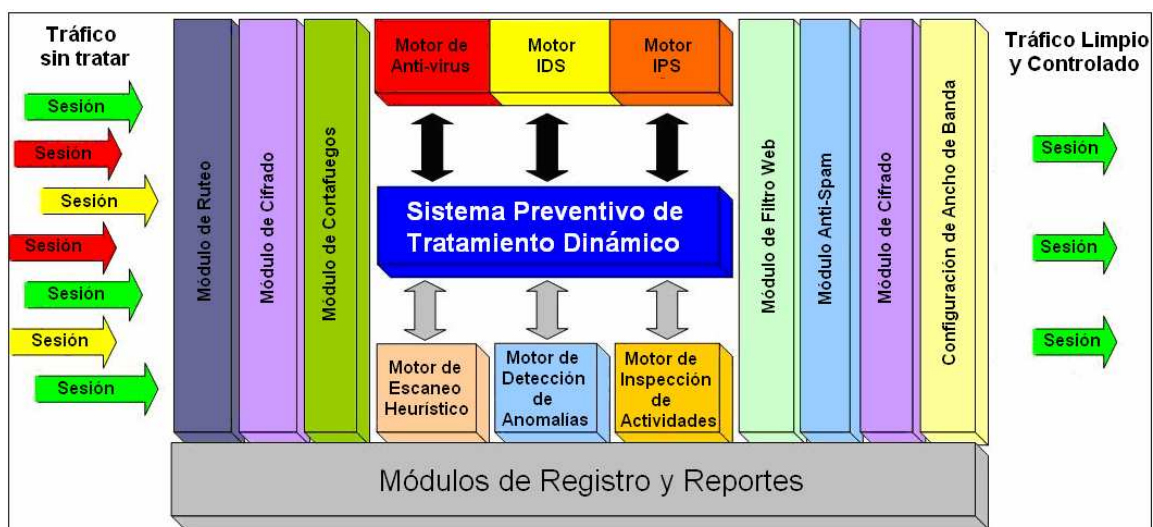 Tráfico
sin tratar
Sesión
Sesión
Sesión
Sesión
Sesión
Sesión
Sesión
Módulo de Ruteo
Módulo de Cifrado
Módulo de Cortafuegos
Motor de
Anti-virus
Motor
IDS
Motor
IPS
Sistema Preventivo de
Tratamiento Dinámico
Motor de
Escaneo
Heurístico
Motor de
Detección
de
Anomalías
Motor de
Inspección
de
Actividades
Módulo de Filtro Web
Módulo Anti-Spam
Módulo de Cifrado
Configuración de Ancho de Banda
Tráfico Limpio
y Controlado
Sesión
Sesión
Sesión
Módulos de Registro y Reportes